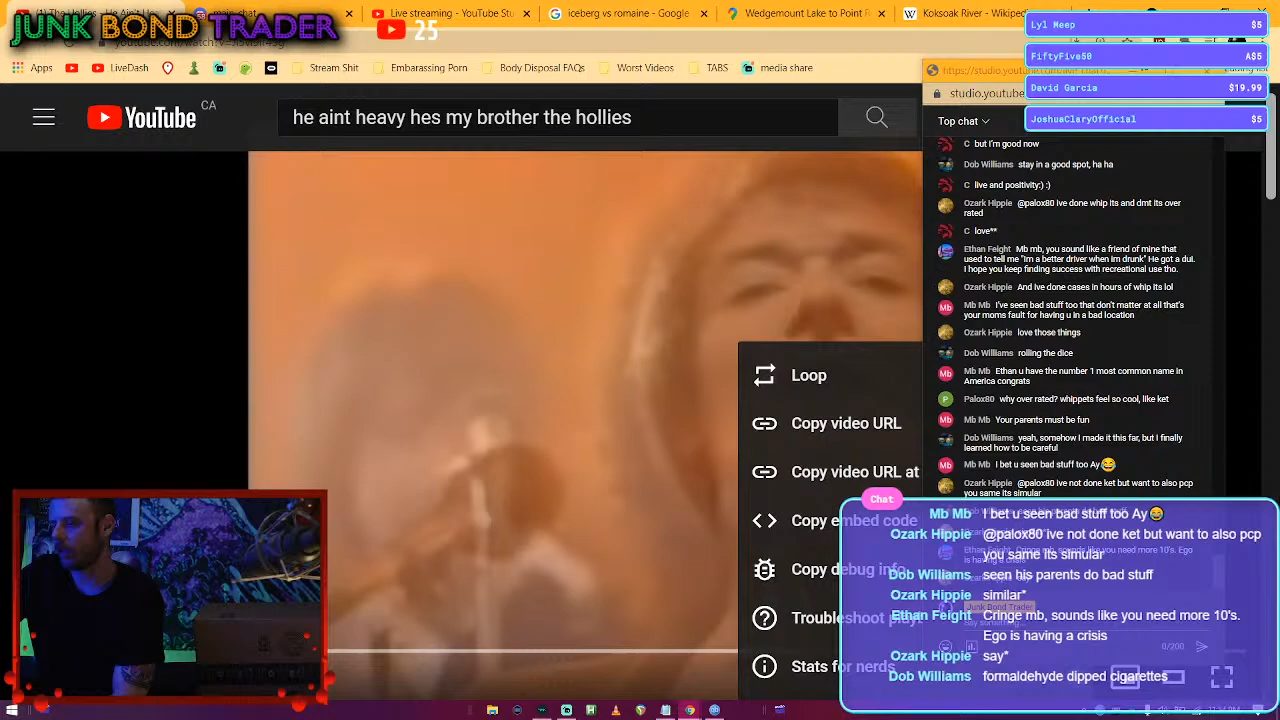 JUNK BOND TRADER
25
main-chat
Live streaming - YouTube St
iceberg vs romaine - Google
Wedgemount Lake to Point F
Koksoak River - Wikiped
Lyl Meep $5
FiftyFive50 A$5
David Garcia $19.99
JoshuaClaryOfficial $5
Apps
LiveDash
Stream
Embarassing Porn
Body Disposal FAQs
Worst Videos
TABS
media share
studio.youtube
YouTube CA
he aint heavy hes my brother the hollies
Top chat
C but I'm good now
Dob Williams stay in a good spot, ha ha
C live and positivity:) :)
Ozark Hippie @palox80 Ive done whip its and dmt its over
rated
C love**
Ethan Feight Mb mb, you sound like a friend of mine that
used to tell me "Im a better driver when im drunk" He got a dui.
I hope you keep finding success with recreational use tho.
Ozark Hippie And Ive done cases in hours of whip its lol
Mb Mb I've seen bad stuff too that don't matter at all that's
your moms fault for having u in a bad location
Ozark Hippie love those things
Dob Williams rolling the dice
Mb Mb Ethan u have the number 1 most common name in
America congrats
Palox80 why over rated? whippets feel so cool, like ket
Mb Mb Your parents must be fun
Dob Williams yeah, somehow I made it this far, but I finally
learned how to be careful
Mb Mb I bet u seen bad stuff too Ay😂
Ozark Hippie @palox80 ive not done ket but want to also pcp
you same its simular
Loop
Copy video URL
Copy video URL at
Copy embed code
Copy debug info
Troubleshoot play
Stats for nerds
Chat
Mb Mb I bet u seen bad stuff too Ay😂
Ozark Hippie @palox80 ive not done ket but want to also pcp
you same its simular
Dob Williams seen his parents do bad stuff
Ozark Hippie similar*
Ethan Feight Cringe mb, sounds like you need more 10's.
Ego is having a crisis
Ozark Hippie say*
Dob Williams formaldehyde dipped cigarettes
Junk Bond Trader
Say something...
0/200